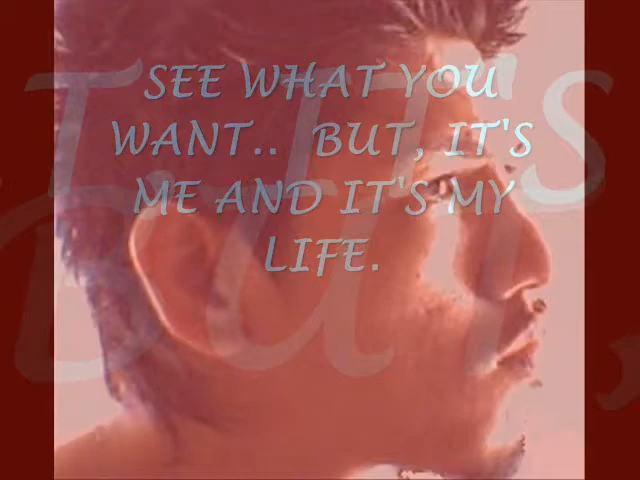 SEE WHAT YOU
WANT.. BUT, IT'S
ME AND IT'S MY
LIFE.